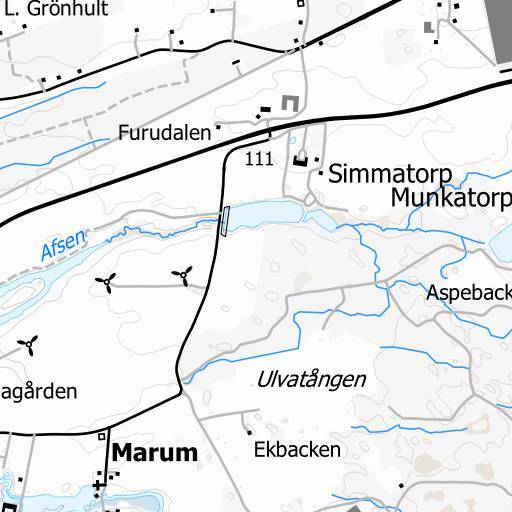 L. Grönhult
Furudalen
111
Simmatorp
Munkatorp
Afsen
Aspeback
Ulvatången
agården
Marum
Ekbacken